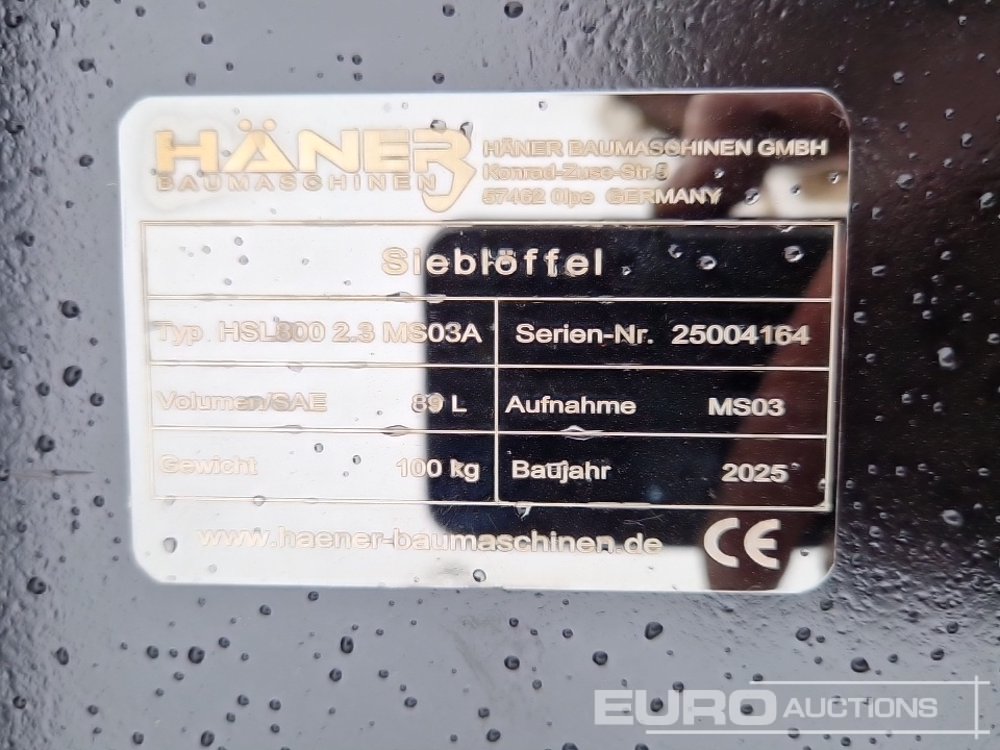 HÄNER
BAUMASCHINEN
HÄNER BAUMASCHINEN GMBH
Konrad-Zuse-Str.
57462 Olpe GERMANY
Sieblöffel
Typ HSL800 2.3 MS03A
Serien-Nr. 25004164
Volumen/SAE 89 L
Aufnahme MS03
Gewicht 100 kg
Baujahr 2025
www.haener-baumaschinen.de
CE
EURO AUCTIONS